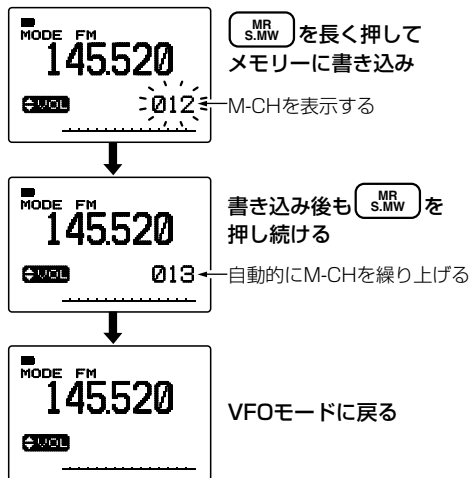 MODE FM
145.520
VOL
012
MR
S.MW
を長く押して
メモリーに書き込み
M-CHを表示する
MODE FM
145.520
VOL
013
書き込み後も
MR
S.MW
を
押し続ける
自動的にM-CHを繰り上げる
MODE FM
145.520
VOL
VFOモードに戻る